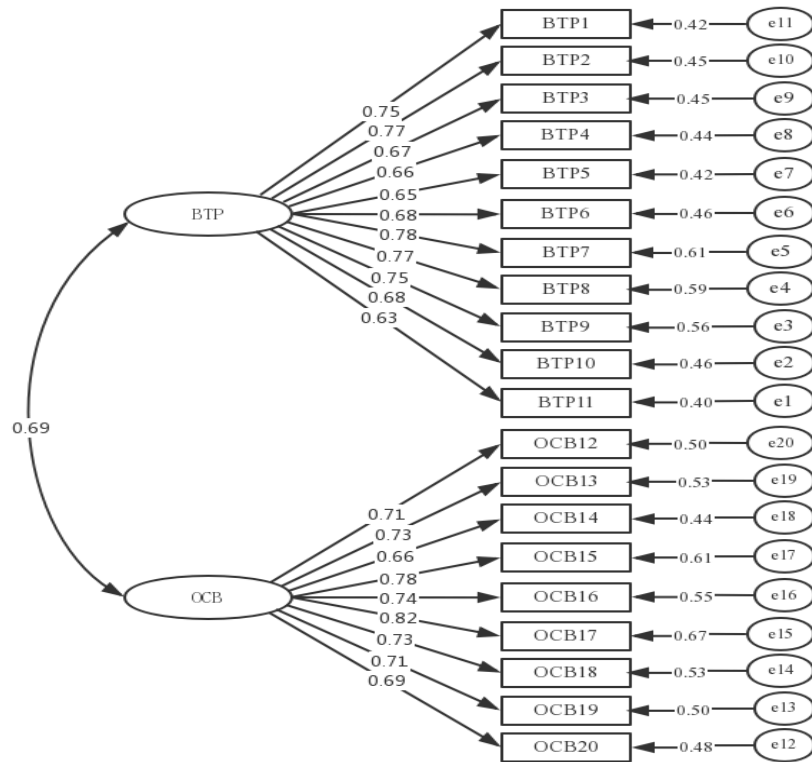 BTP1 0.42 e11
BTP2 0.45 e10
BTP3 0.45 e9
BTP4 0.44 e8
BTP5 0.42 e7
BTP6 0.46 e6
BTP7 0.61 e5
BTP8 0.59 e4
BTP9 0.56 e3
BTP10 0.46 e2
BTP11 0.40 e1
0.75
0.77
0.67
0.66
0.65
0.68
0.78
0.77
0.75
0.68
0.63
BTP
0.69
OCB12 0.50 e20
OCB13 0.53 e19
OCB14 0.44 e18
OCB15 0.61 e17
OCB16 0.55 e16
OCB17 0.67 e15
OCB18 0.53 e14
OCB19 0.50 e13
OCB20 0.48 e12
0.71
0.73
0.66
0.78
0.74
0.82
0.73
0.71
0.69
OCB